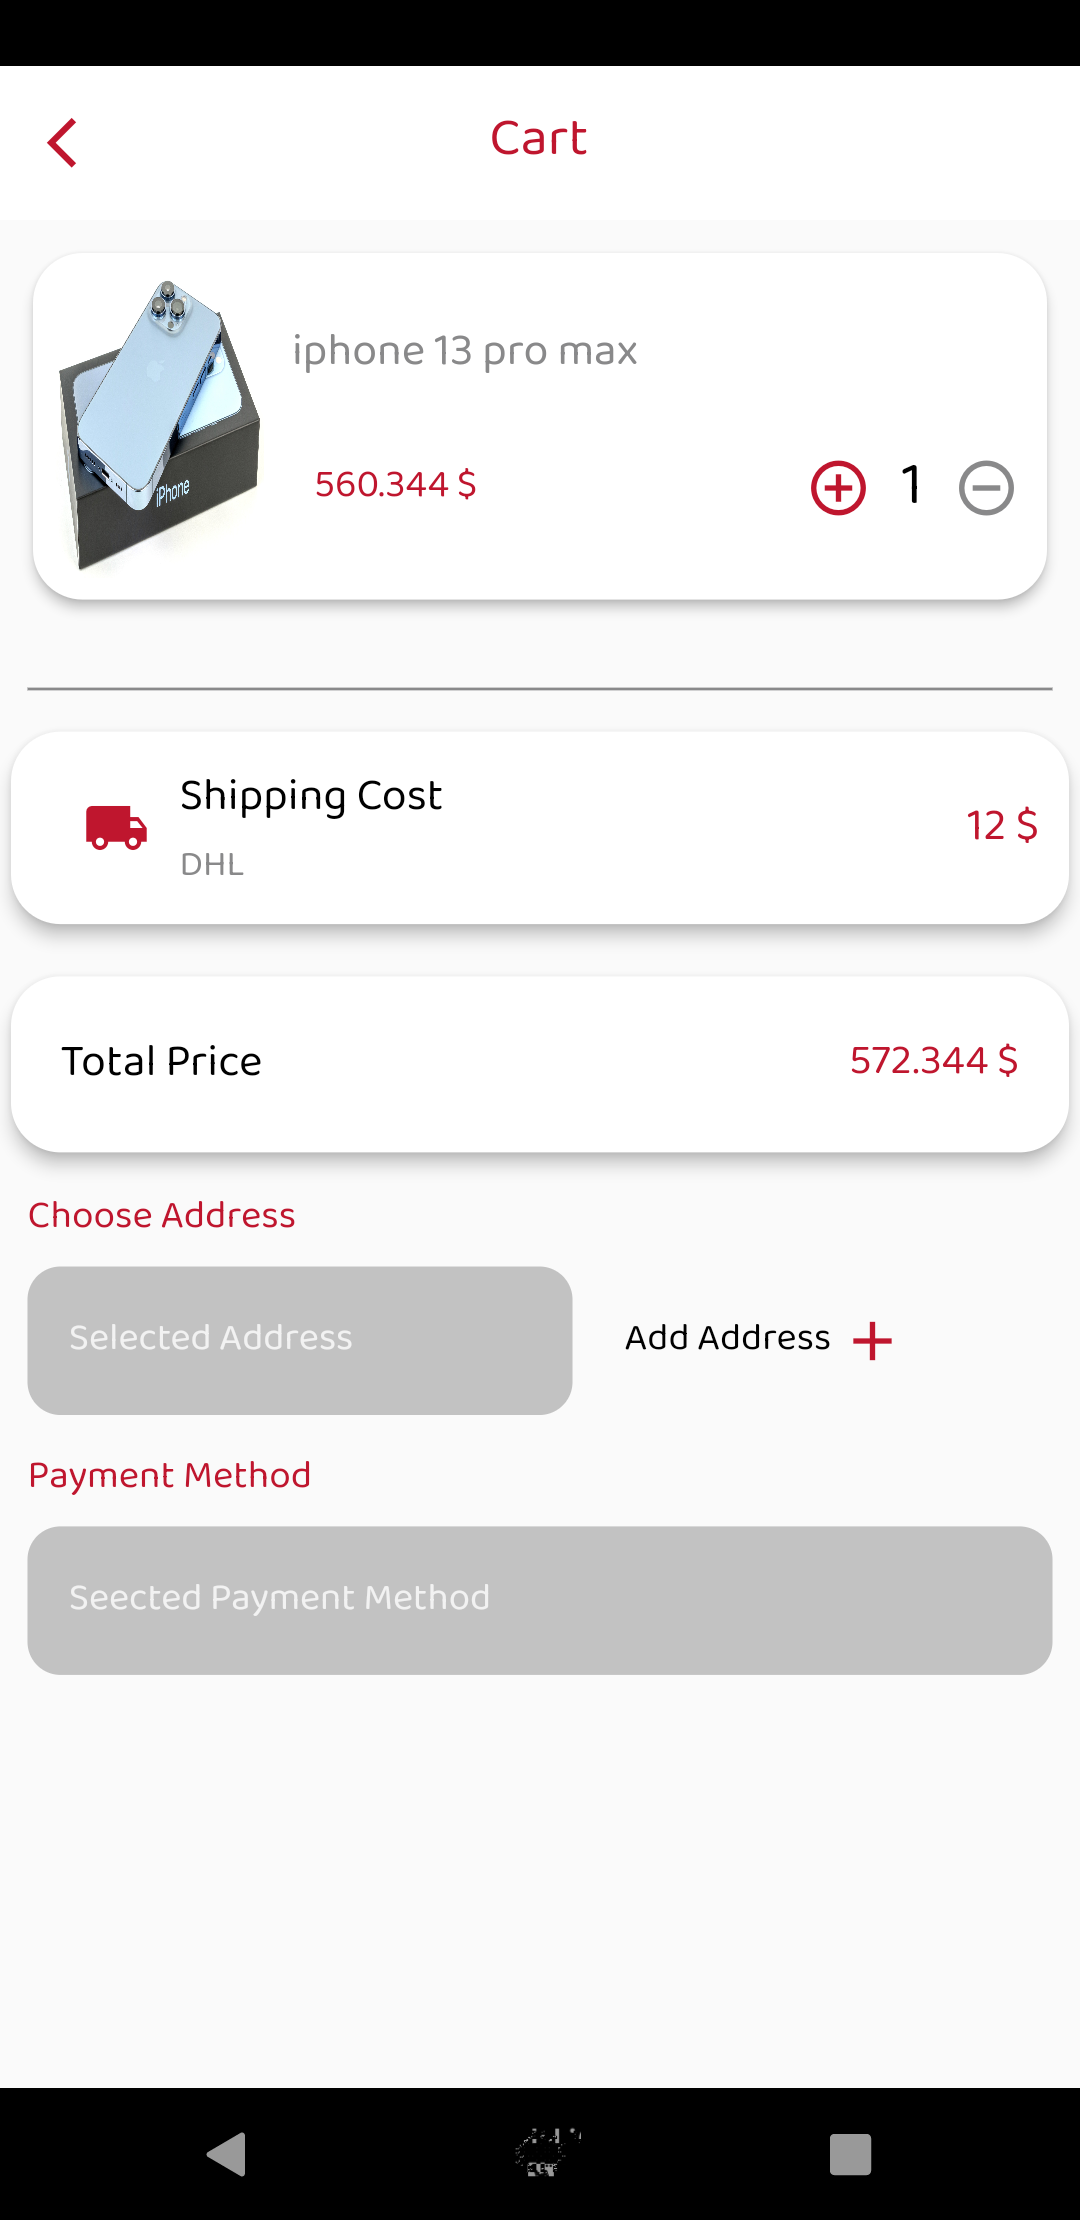 Cart
iphone 13 pro max
iPhone
560.344 $
1
Shipping Cost
12 $
DHL
Total Price
572.344 $
Choose Address
Selected Address
Add Address
Payment Method
Seected Payment Method